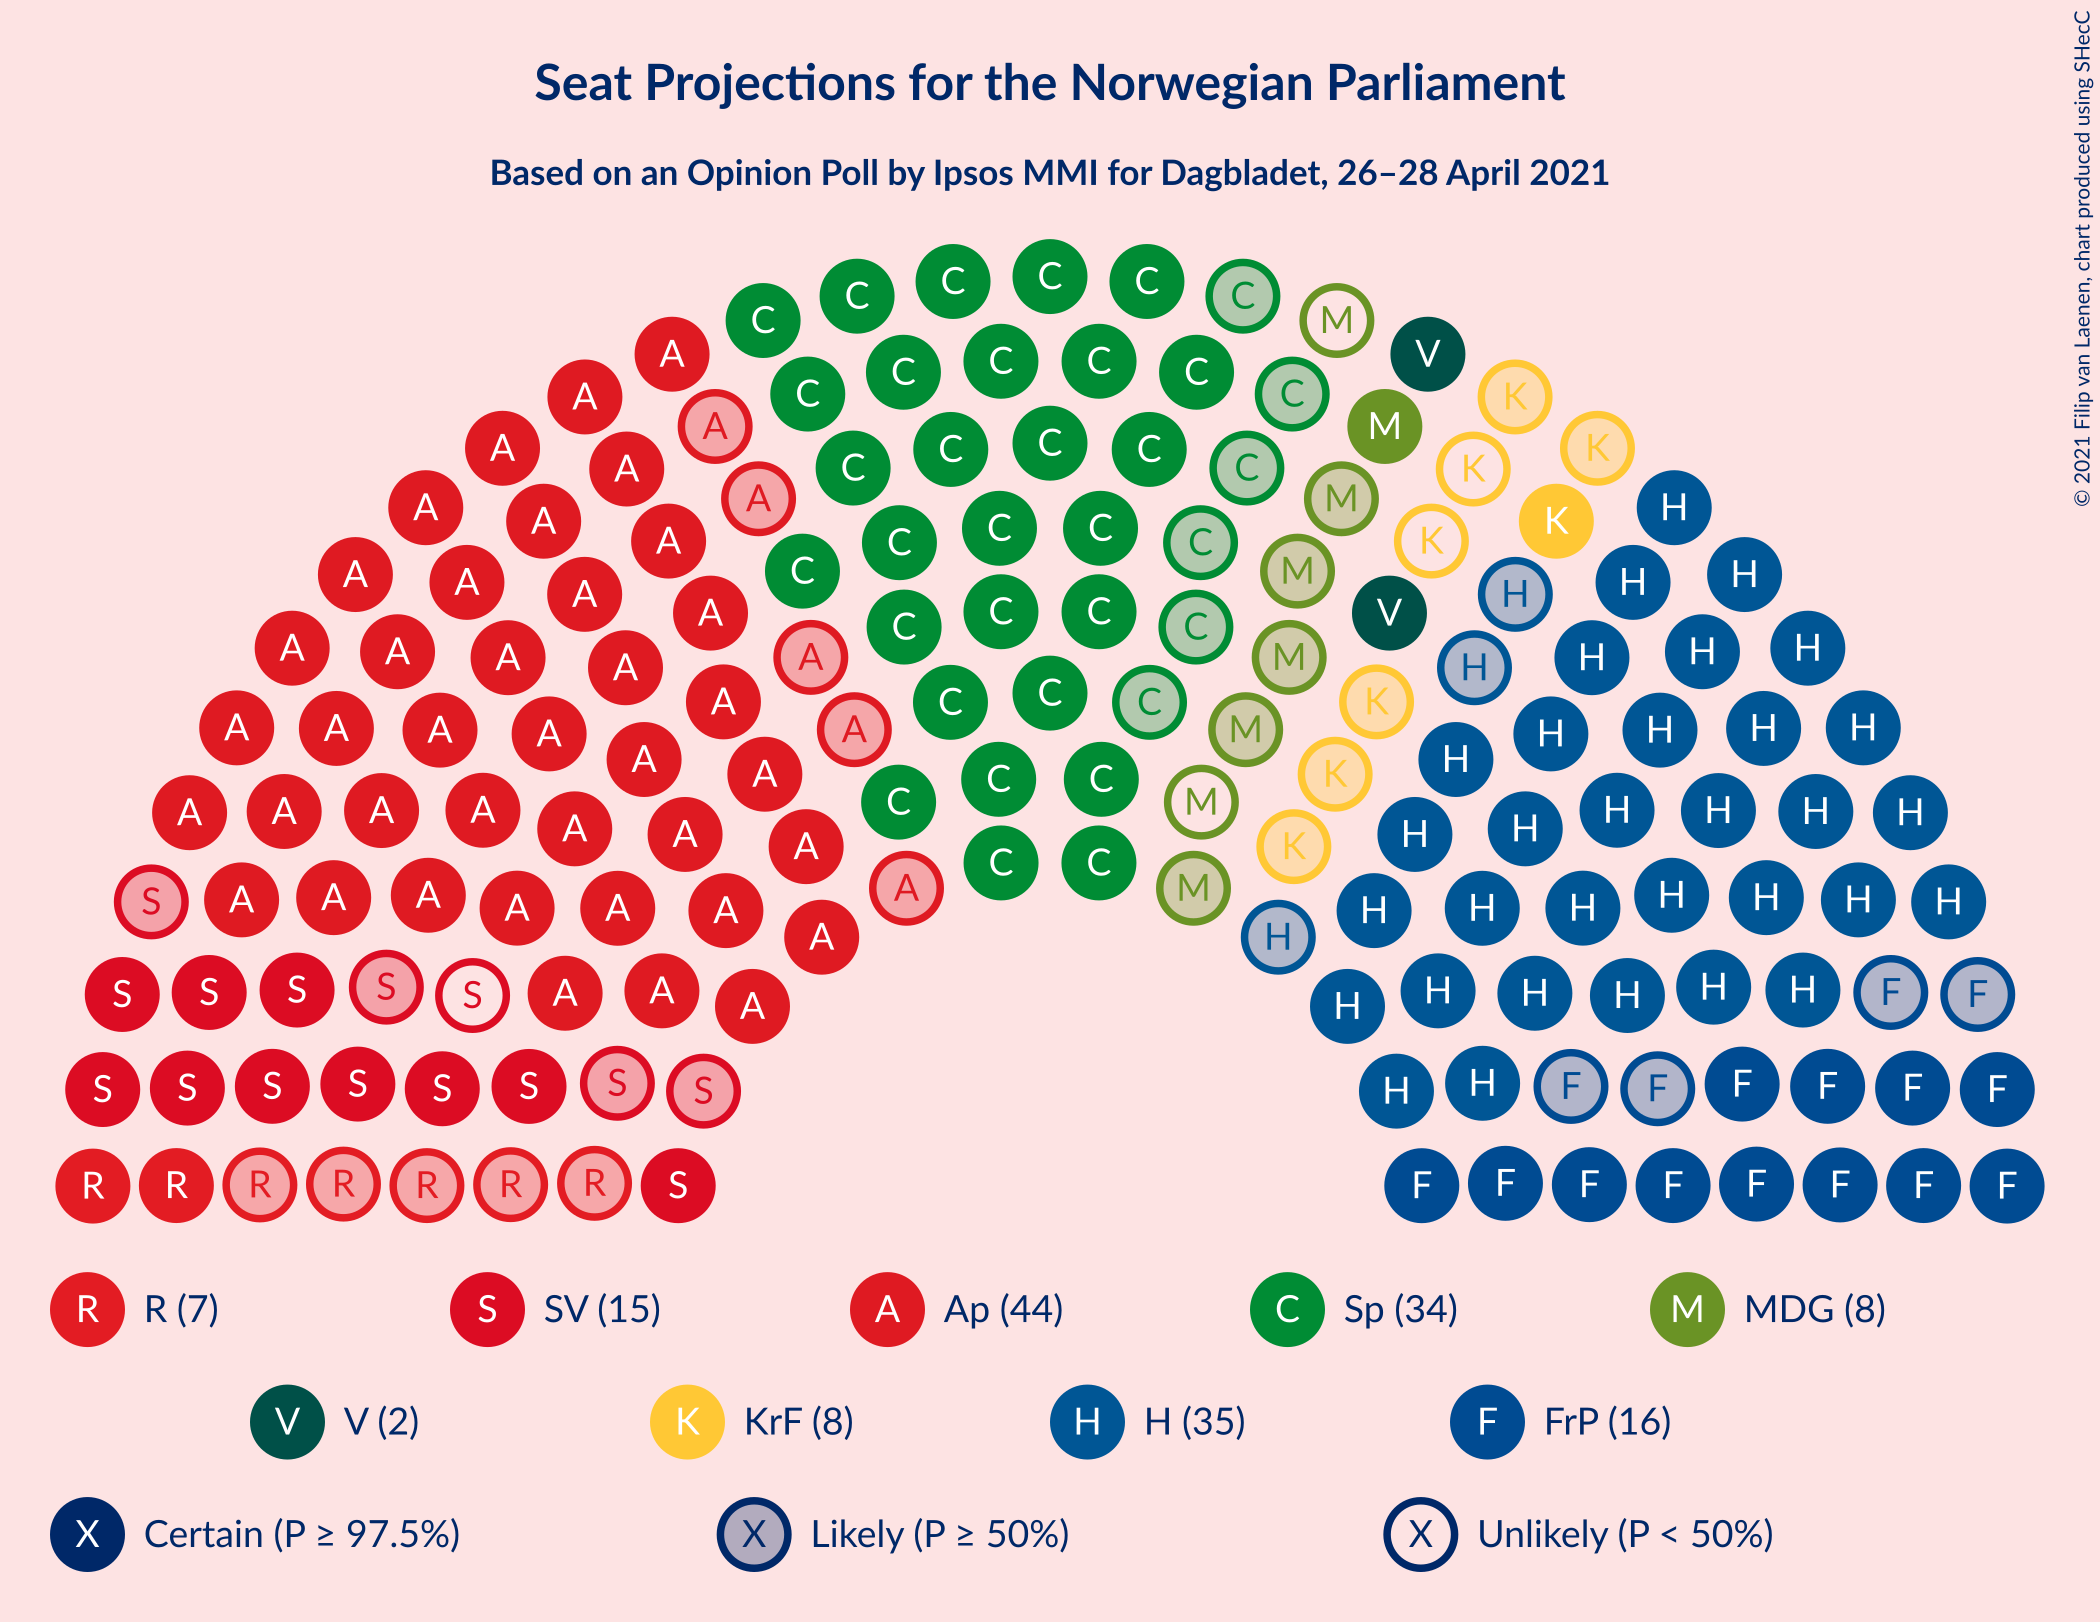 © 2021 Filip van Laenen, chart produced using SHecC
Seat Projections for the Norwegian Parliament
Based on an Opinion Poll by Ipsos MMI for Dagbladet, 26–28 April 2021
C C C C C C M
A A C C C C C C V K
A A A C C C C C M K K
A A A A C C C C M K K H
A A A A C C C C C M V H H H
A A A A A A C C C M K H H H H
A A A A A A A C C M K H H H H H
A A A A A A A C C C M K H H H H H H
S A A A A A A A A M H H H H H H H H
S S S S S A A A H H H H H H F F
S S S S S S S S H H F F F F F F
R R R R R R R S F F F F F F F F
R R (7) S SV (15) A Ap (44) C Sp (34) M MDG (8)
V V (2) K KrF (8) H H (35) F FrP (16)
X Certain (P ≥ 97.5%) X Likely (P ≥ 50%) X Unlikely (P < 50%)